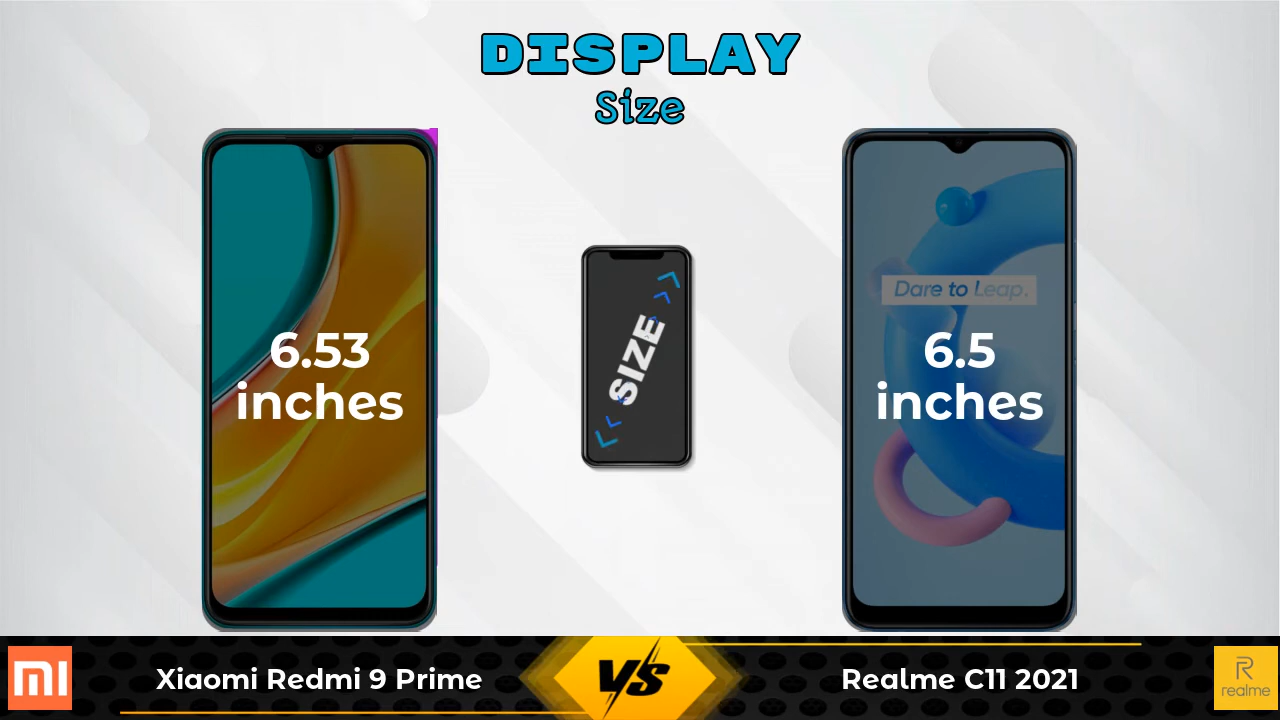 DISPLAY
Size
Dare to Leap.
6.53
inches
SIZE
6.5
inches
MI
Xiaomi Redmi 9 Prime
VS
Realme C11 2021
R
realme